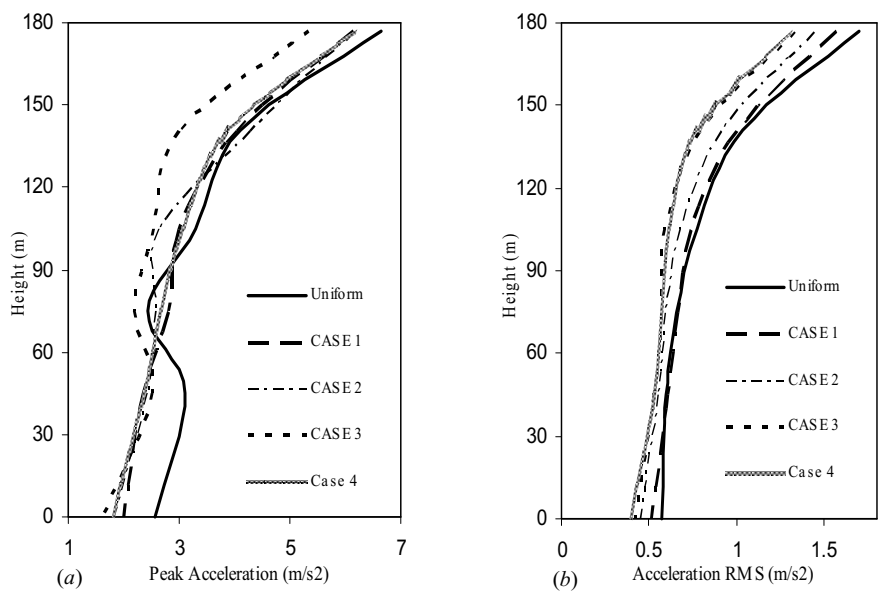 180
150
120
90
60
30
0
Height (m)
Uniform
CASE 1
CASE 2
CASE 3
Case 4
1
3
5
7
(a)
Peak Acceleration (m/s2)
180
150
120
90
60
30
0
Height (m)
Uniform
CASE 1
CASE 2
CASE 3
Case 4
0
0.5
1
1.5
(b)
Acceleration RMS (m/s2)